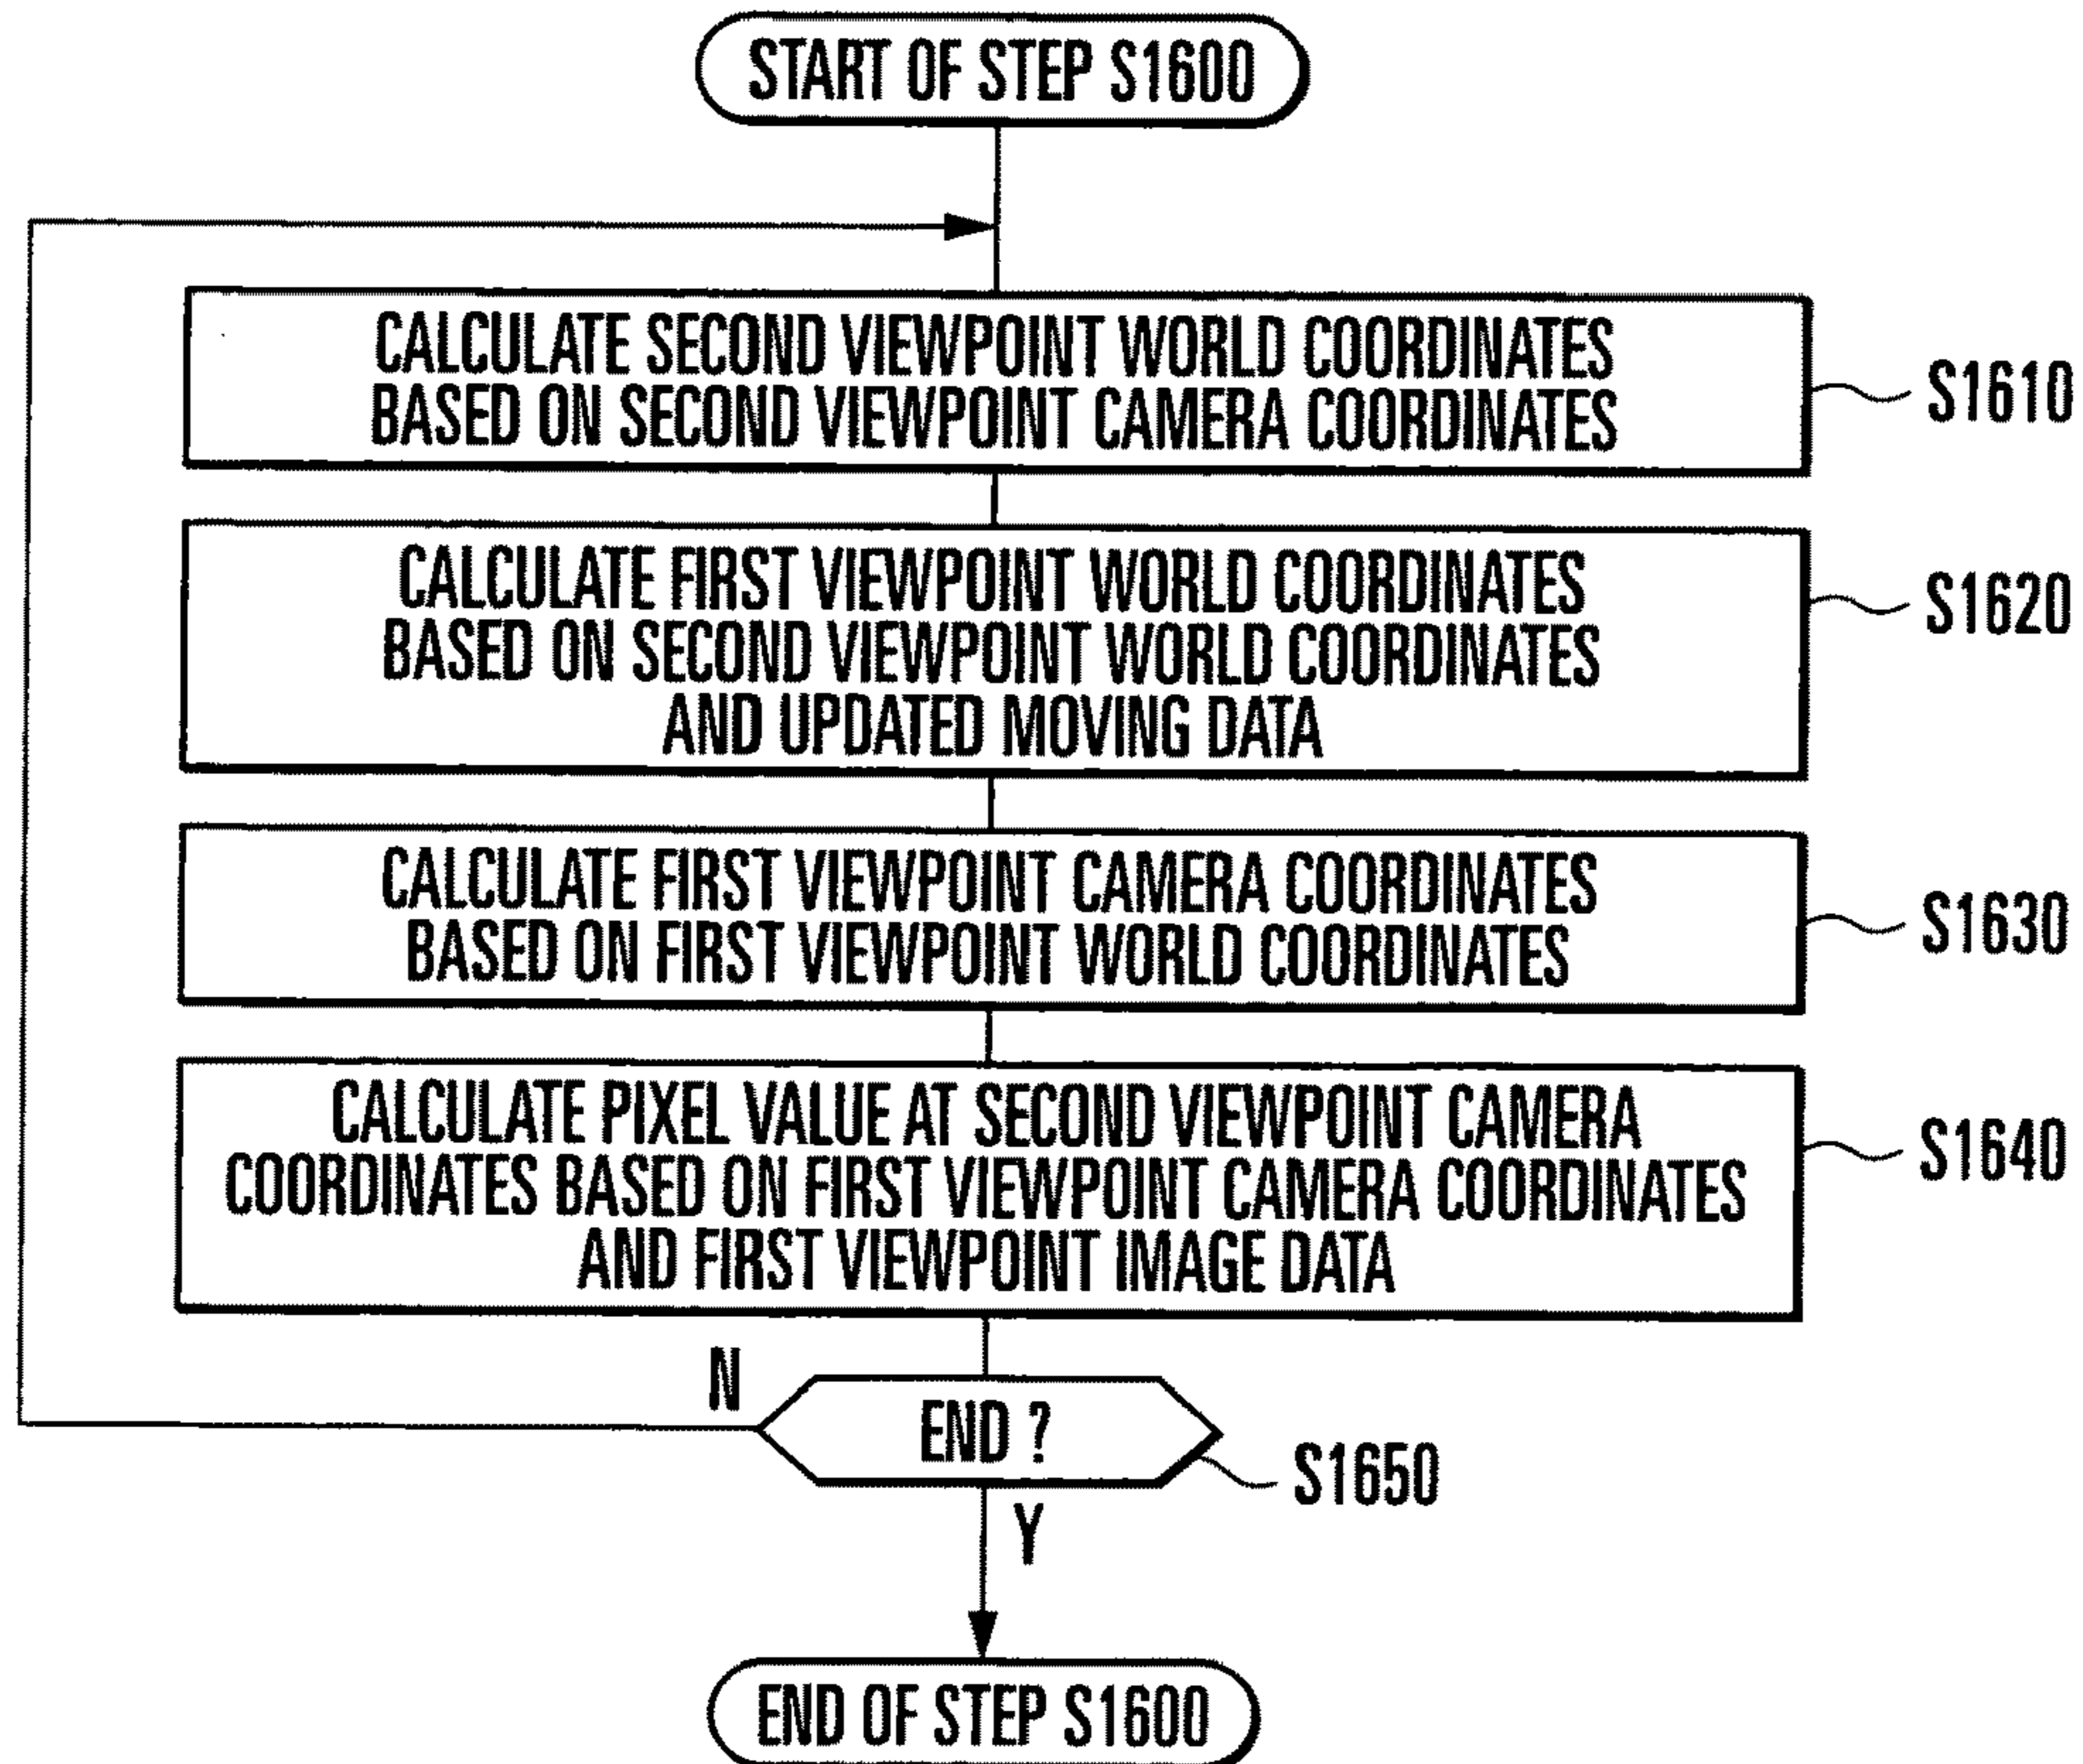 START OF STEP S1600
CALCULATE SECOND VIEWPOINT WORLD COORDINATES
BASED ON SECOND VIEWPOINT CAMERA COORDINATES
S1610
CALCULATE FIRST VIEWPOINT WORLD COORDINATES
BASED ON SECOND VIEWPOINT WORLD COORDINATES
AND UPDATED MOVING DATA
S1620
CALCULATE FIRST VIEWPOINT CAMERA COORDINATES
BASED ON FIRST VIEWPOINT WORLD COORDINATES
S1630
CALCULATE PIXEL VALUE AT SECOND VIEWPOINT CAMERA
COORDINATES BASED ON FIRST VIEWPOINT CAMERA COORDINATES
AND FIRST VIEWPOINT IMAGE DATA
S1640
N
END ?
S1650
Y
END OF STEP S1600